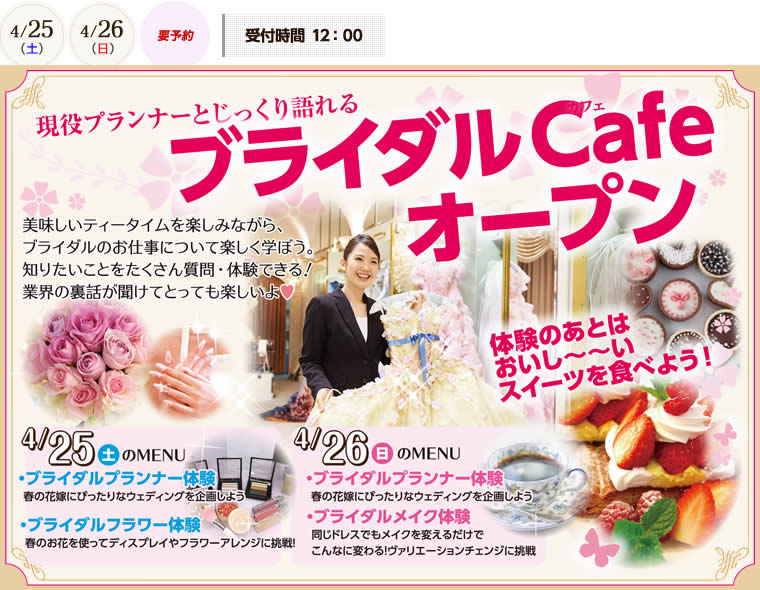 4/25
（土）
4/26
（日）
要予約
受付時間 12：00
現役プランナーとじっくり語れる
カフェ
ブライダルCafe
オープン
美味しいティータイムを楽しみながら、
ブライダルのお仕事について楽しく学ぼう。
知りたいことをたくさん質問・体験できる!
業界の裏話が聞けてとっても楽しいよ♥
体験のあとは
おいし〜〜い
スイーツを食べよう!
4/25土のMENU
・ブライダルプランナー体験
春の花嫁にぴったりなウェディングを企画しよう
・ブライダルフラワー体験
春のお花を使ってディスプレイやフラワーアレンジに挑戦!
4/26日のMENU
・ブライダルプランナー体験
春の花嫁にぴったりなウェディングを企画しよう
・ブライダルメイク体験
同じドレスでもメイクを変えるだけで
こんなに変わる!ヴァリエーションチェンジに挑戦